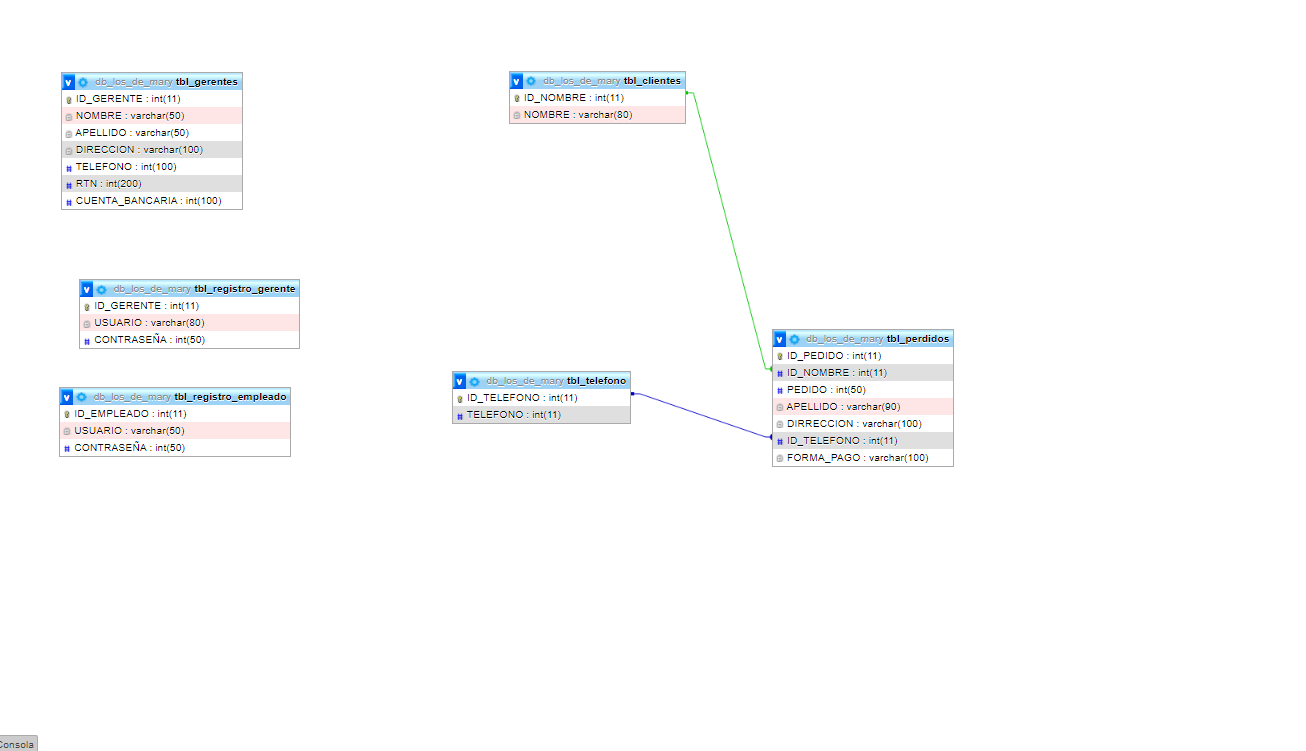 db_los_de_mary tbl_gerentes
ID_GERENTE : int(11)
NOMBRE : varchar(50)
APELLIDO : varchar(50)
DIRECCION : varchar(100)
TELEFONO : int(100)
RTN : int(200)
CUENTA_BANCARIA : int(100)
db_los_de_mary tbl_clientes
ID_NOMBRE : int(11)
NOMBRE : varchar(80)
db_los_de_mary tbl_registro_gerente
ID_GERENTE : int(11)
USUARIO : varchar(80)
CONTRASEÑA : int(50)
db_los_de_mary tbl_perdidos
ID_PEDIDO : int(11)
ID_NOMBRE : int(11)
PEDIDO : int(50)
APELLIDO : varchar(90)
DIRRECCION : varchar(100)
ID_TELEFONO : int(11)
FORMA_PAGO : varchar(100)
db_los_de_mary tbl_telefono
ID_TELEFONO : int(11)
TELEFONO : int(11)
db_los_de_mary tbl_registro_empleado
ID_EMPLEADO : int(11)
USUARIO : varchar(50)
CONTRASEÑA : int(50)
Consola